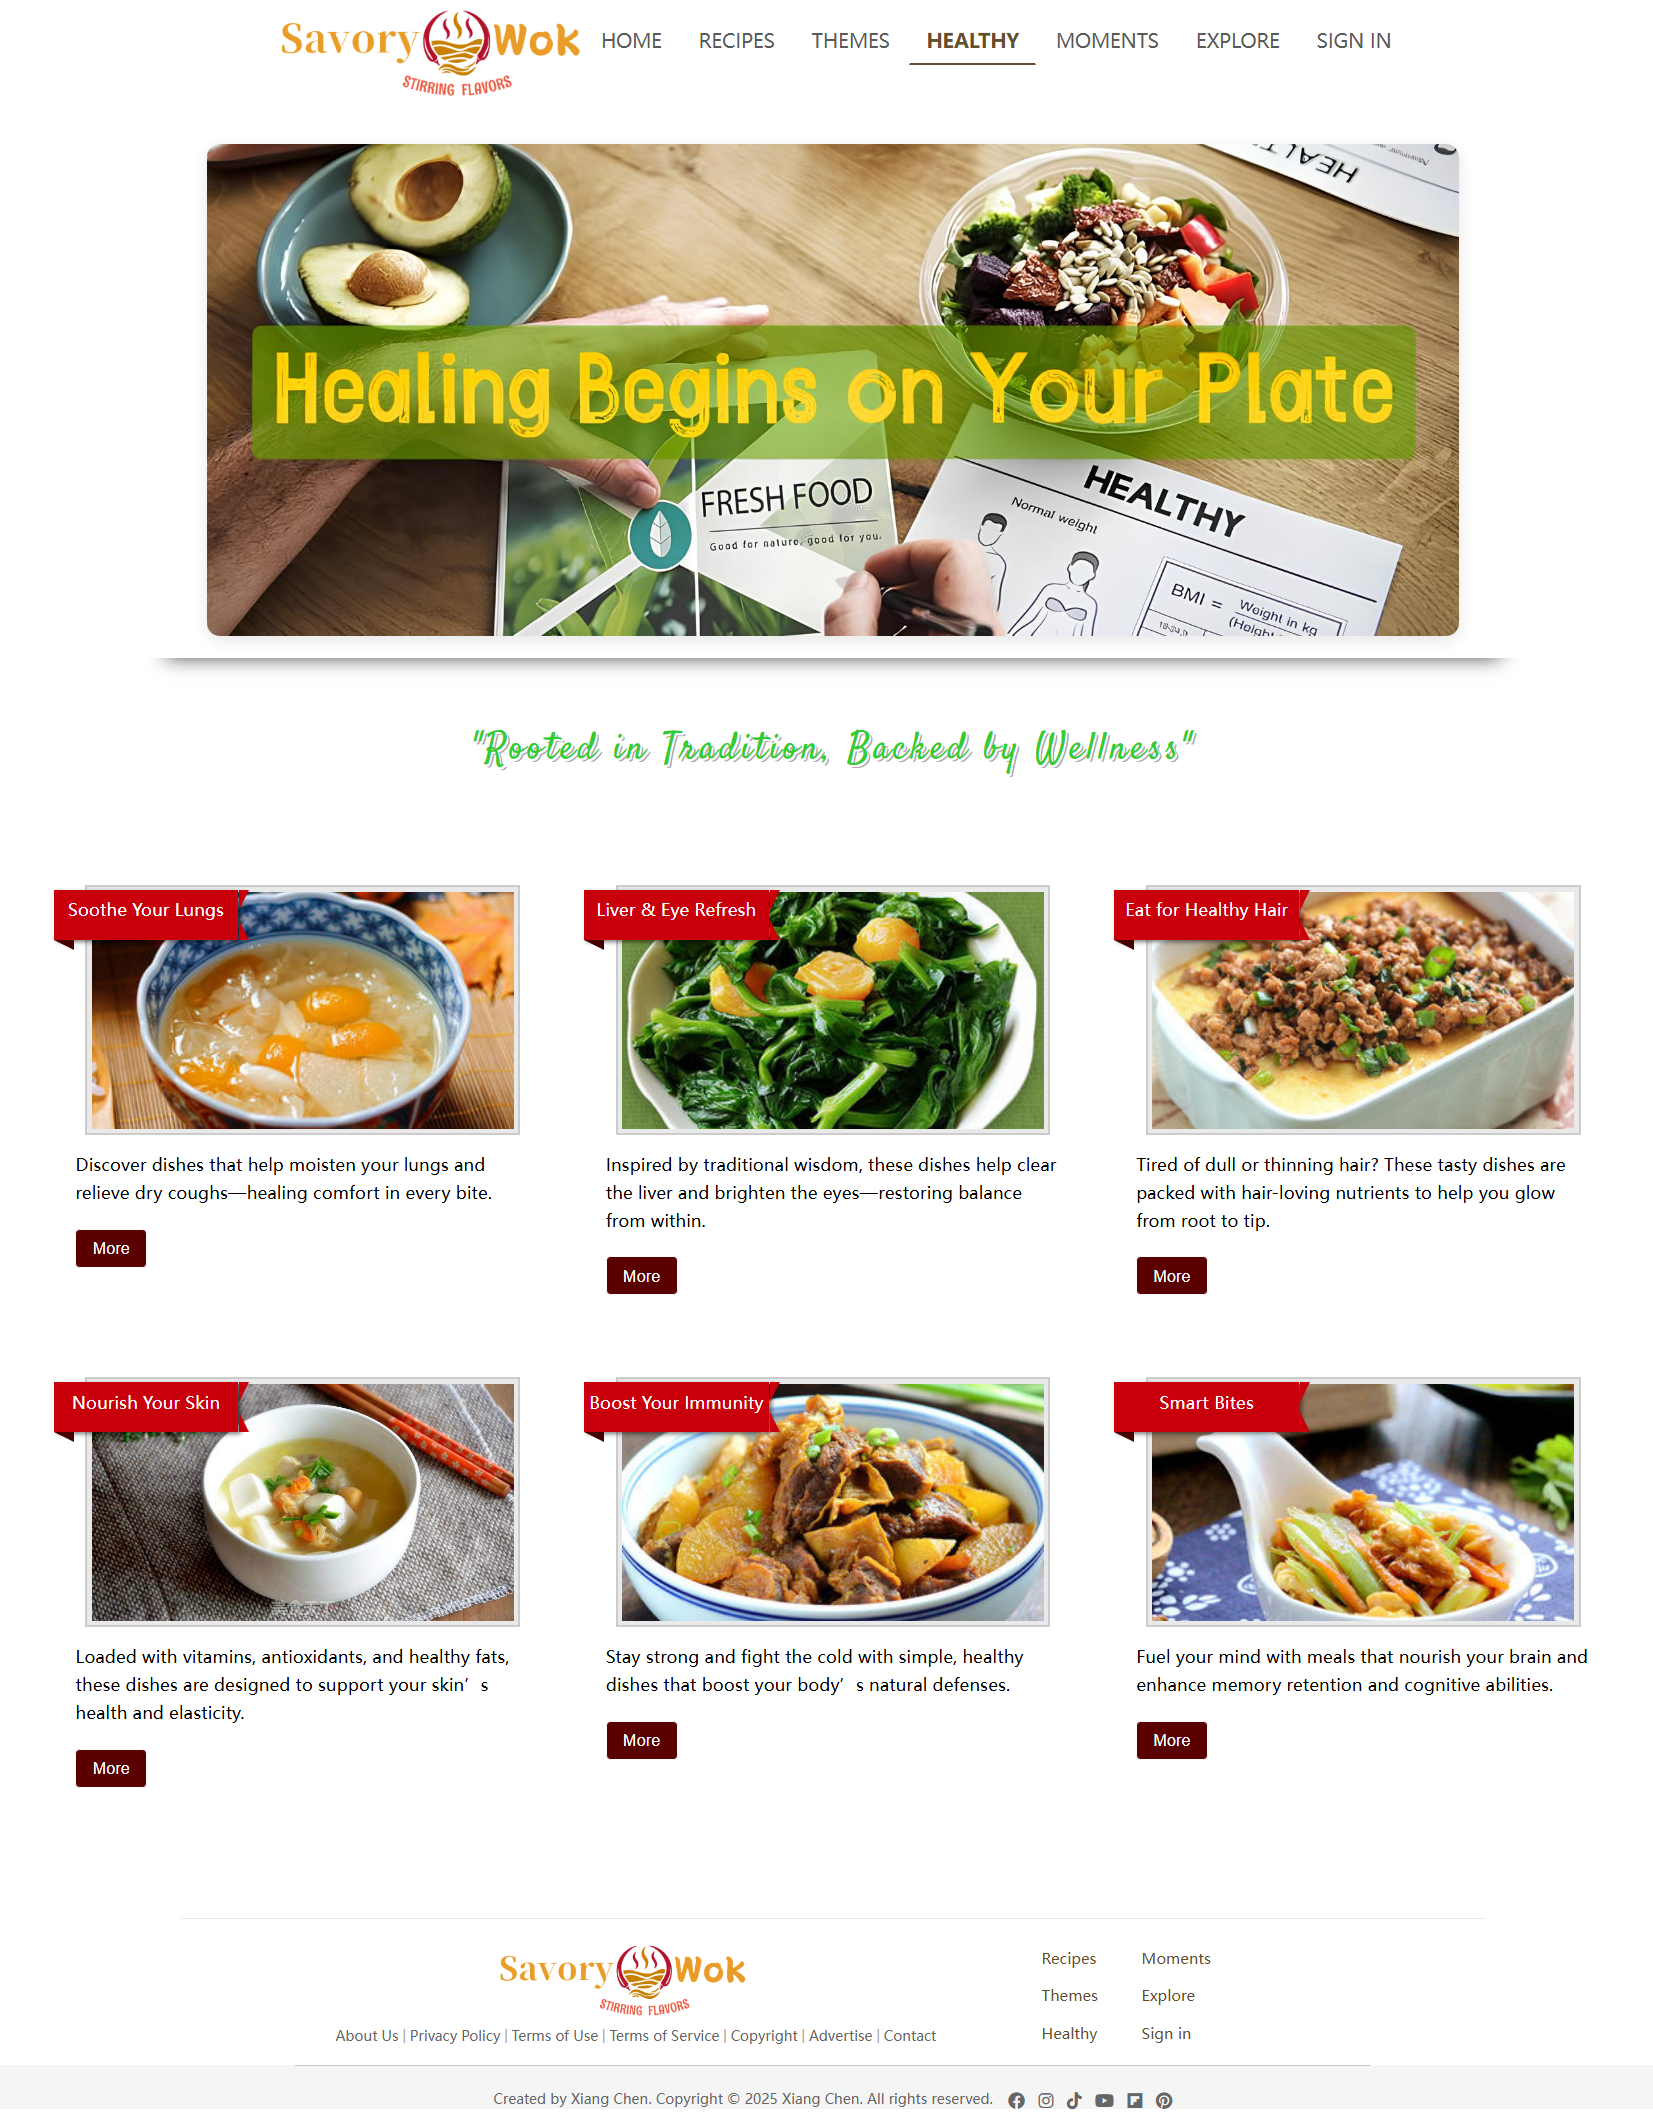 Savory Wok
STIRRING FLAVORS
HOME RECIPES THEMES HEALTHY MOMENTS EXPLORE SIGN IN
HEALTH
Healing Begins on Your Plate
FRESH FOOD
Good for nature, good for you.
HEALTHY
Normal weight
BMI = Weight in kg
(Height
"Rooted in Tradition, Backed by Wellness"
Soothe Your Lungs
Discover dishes that help moisten your lungs and
relieve dry coughs—healing comfort in every bite.
More
Liver & Eye Refresh
Inspired by traditional wisdom, these dishes help clear
the liver and brighten the eyes—restoring balance
from within.
More
Eat for Healthy Hair
Tired of dull or thinning hair? These tasty dishes are
packed with hair-loving nutrients to help you glow
from root to tip.
More
Nourish Your Skin
Loaded with vitamins, antioxidants, and healthy fats,
these dishes are designed to support your skin’s
health and elasticity.
More
Boost Your Immunity
Stay strong and fight the cold with simple, healthy
dishes that boost your body’s natural defenses.
More
Smart Bites
Fuel your mind with meals that nourish your brain and
enhance memory retention and cognitive abilities.
More
Savory Wok
STIRRING FLAVORS
About Us | Privacy Policy | Terms of Use | Terms of Service | Copyright | Advertise | Contact
Recipes Moments
Themes Explore
Healthy Sign in
Created by Xiang Chen. Copyright © 2025 Xiang Chen. All rights reserved.